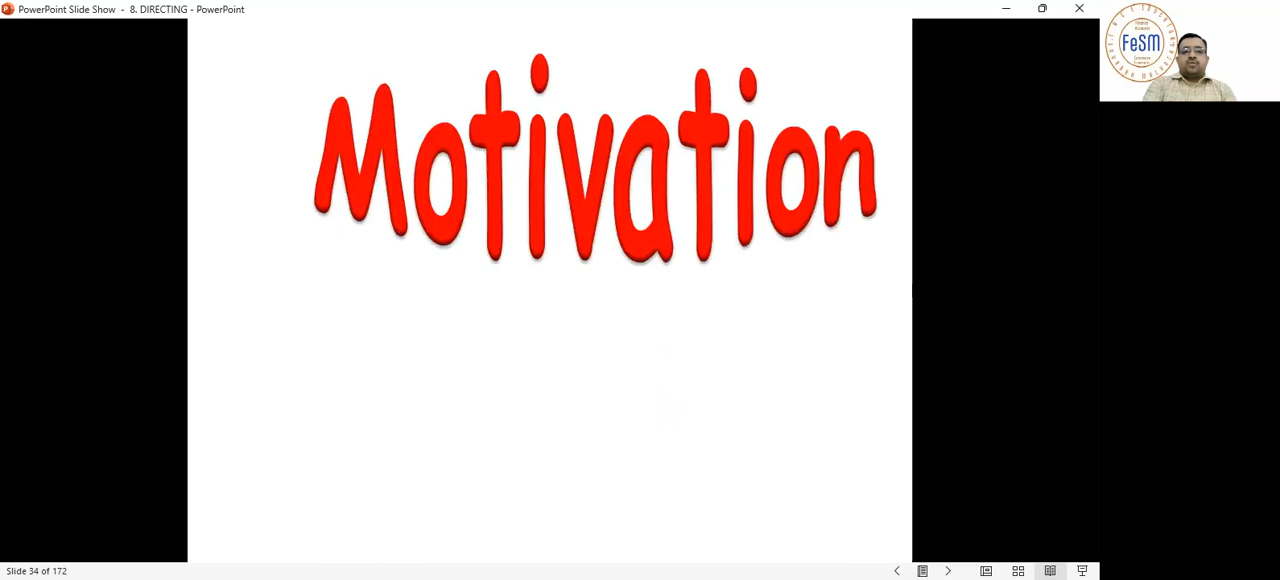 PowerPoint Slide Show - 8. DIRECTING - PowerPoint
FeSM
Motivation
Slide 34 of 172